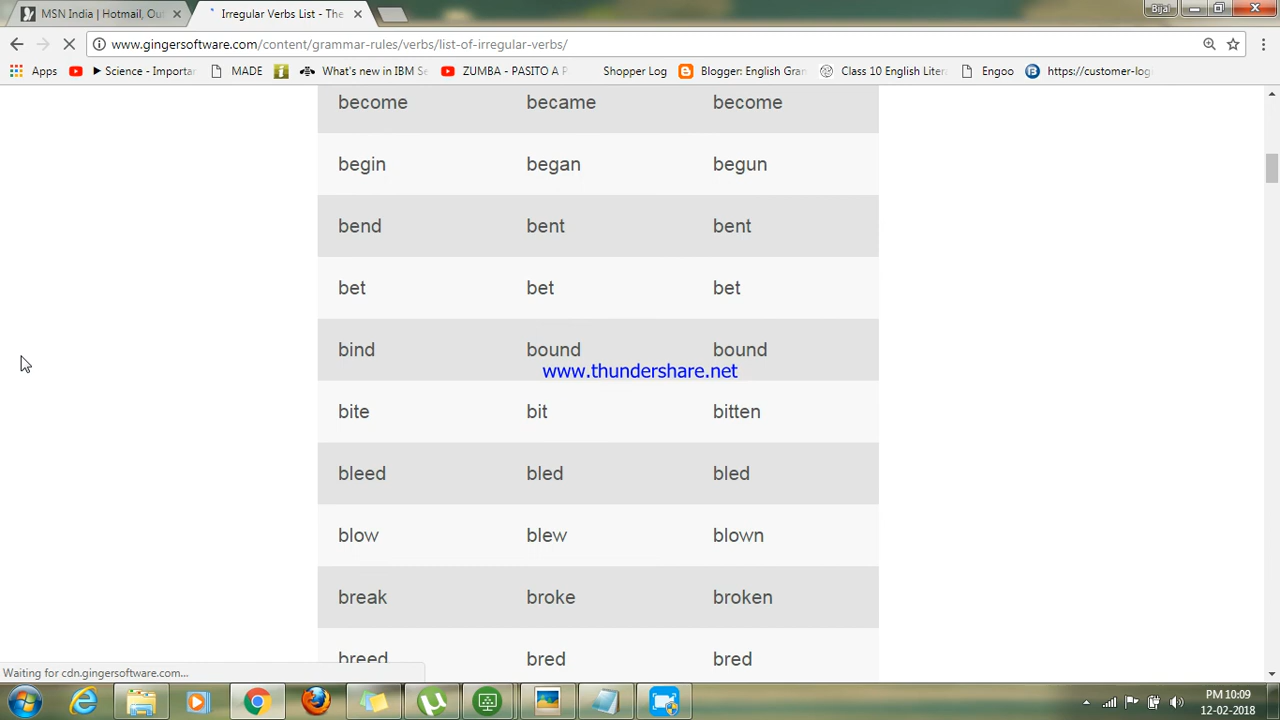 MSN India | Hotmail, Out
Irregular Verbs List - The
Bijal
www.gingersoftware.com/content/grammar-rules/verbs/list-of-irregular-verbs/
Apps
Science - Importa
MADE
What's new in IBM S
ZUMBA - PASITO A P
Shopper Log
Blogger: English Gra
Class 10 English Liter
Engoo
https://customer-log
become became become
begin began begun
bend bent bent
bet bet bet
bind bound bound
www.thundershare.net
bite bit bitten
bleed bled bled
blow blew blown
break broke broken
breed bred bred
Waiting for cdn.gingersoftware.com...
PM 10:09
12-02-2018